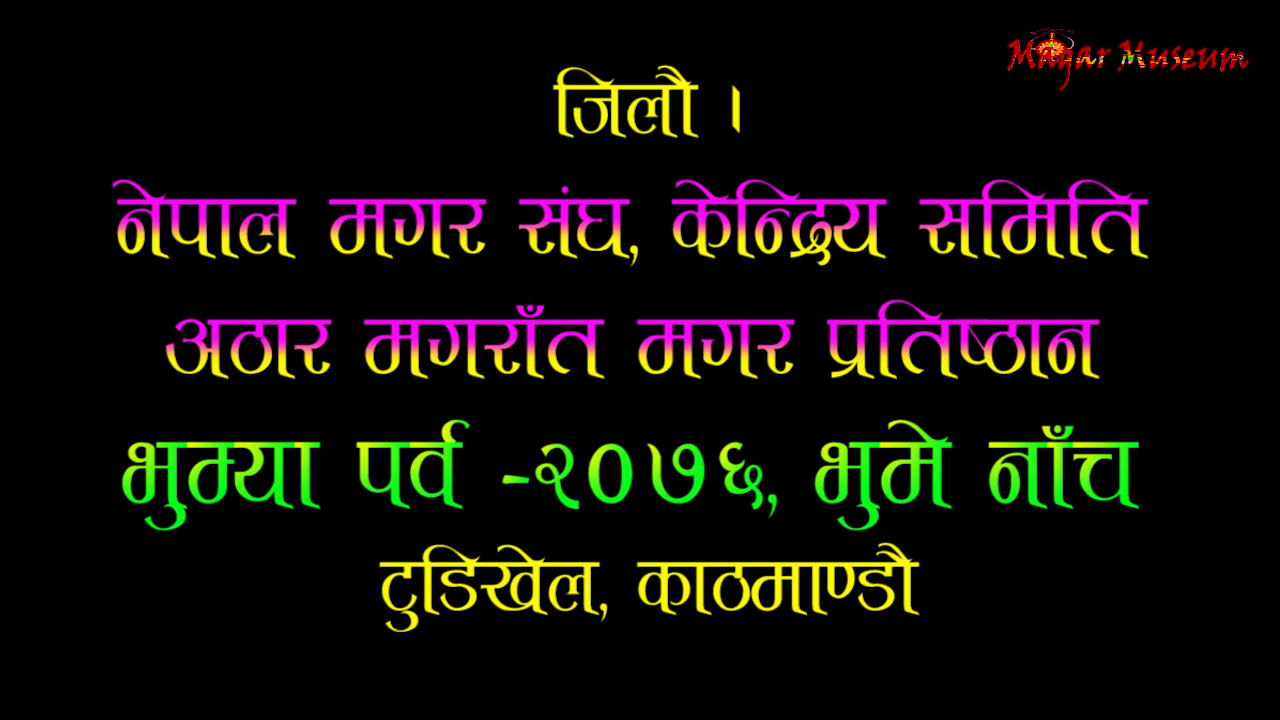 Magar Museum
जिलौ ।
नेपाल मगर संघ, केन्द्रिय समिति
अठार मगराँत मगर प्रतिष्ठान
भुम्या पर्व -२०७६, भुमे नाँच
टुडिखेल, काठमाण्डौ